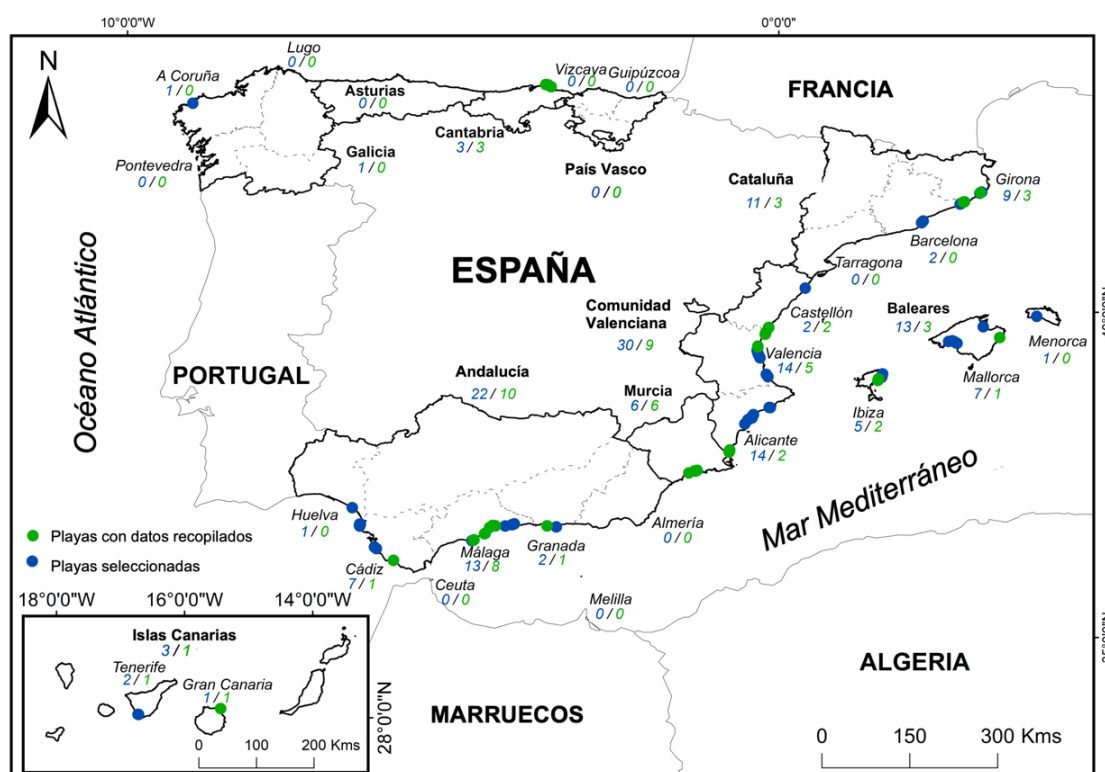 10°0'0"W
0°0'0"
N
Lugo
0 / 0
A Coruña
1 / 0
Asturias
0 / 0
Vizcaya
0 / 0
Guipúzcoa
0 / 0
FRANCIA
Cantabria
3 / 3
Galicia
1 / 0
Pontevedra
0 / 0
País Vasco
0 / 0
Cataluña
11 / 3
Girona
9 / 3
Barcelona
2 / 0
Tarragona
0 / 0
ESPAÑA
Océano Atlántico
Comunidad
Valenciana
30 / 9
Castellón
2 / 2
Baleares
13 / 3
Menorca
1 / 0
Valencia
14 / 5
Mallorca
7 / 1
PORTUGAL
Andalucía
22 / 10
Murcia
6 / 6
Ibiza
5 / 2
Alicante
14 / 2
Mar Mediterráneo
Huelva
1 / 0
Almería
0 / 0
Playas con datos recopilados
Playas seleccionadas
Málaga
13 / 8
Granada
2 / 1
Cádiz
7 / 1
Ceuta
0 / 0
Melilla
0 / 0
18°0'0"W
16°0'0"W
14°0'0"W
Islas Canarias
3 / 1
Tenerife
2 / 1
Gran Canaria
1 / 1
28°0'0"N
0 100 200 Kms
MARRUECOS
ALGERIA
0 150 300 Kms